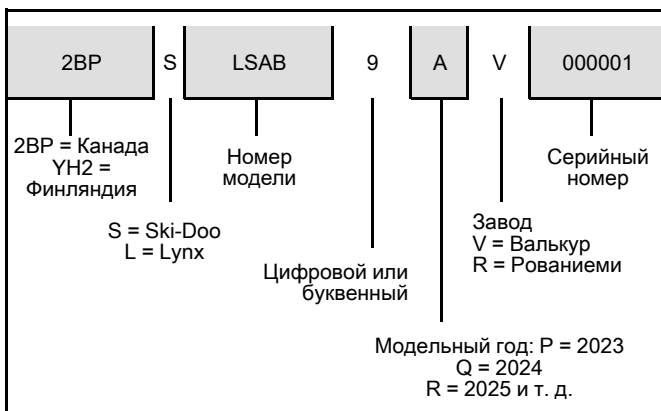 2BP S LSAB 9 A V 000001
2BP = Канада
YH2 =
Финляндия
Номер
модели
Серийный
номер
S = Ski-Doo
L = Lynx
Завод
V = Валькур
R = Рованиеми
Цифровой или
буквенный
Модельный год: P = 2023
Q = 2024
R = 2025 и т. д.